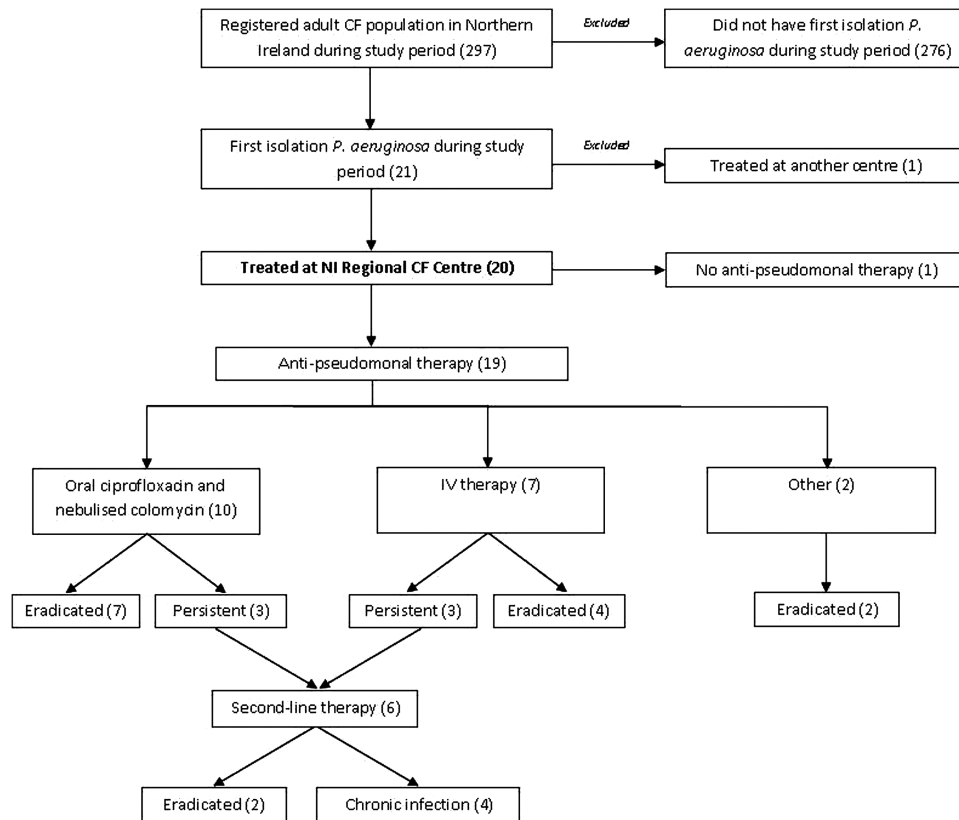 Registered adult CF population in Northern
Ireland during study period (297)
Excluded
Did not have first isolation P.
aeruginosa during study period (276)
First isolation P. aeruginosa during study
period (21)
Excluded
Treated at another centre (1)
Treated at NI Regional CF Centre (20)
No anti-pseudomonal therapy (1)
Anti-pseudomonal therapy (19)
Oral ciprofloxacin and
nebulised colomycin (10)
IV therapy (7)
Other (2)
Eradicated (7)
Persistent (3)
Persistent (3)
Eradicated (4)
Eradicated (2)
Second-line therapy (6)
Eradicated (2)
Chronic infection (4)